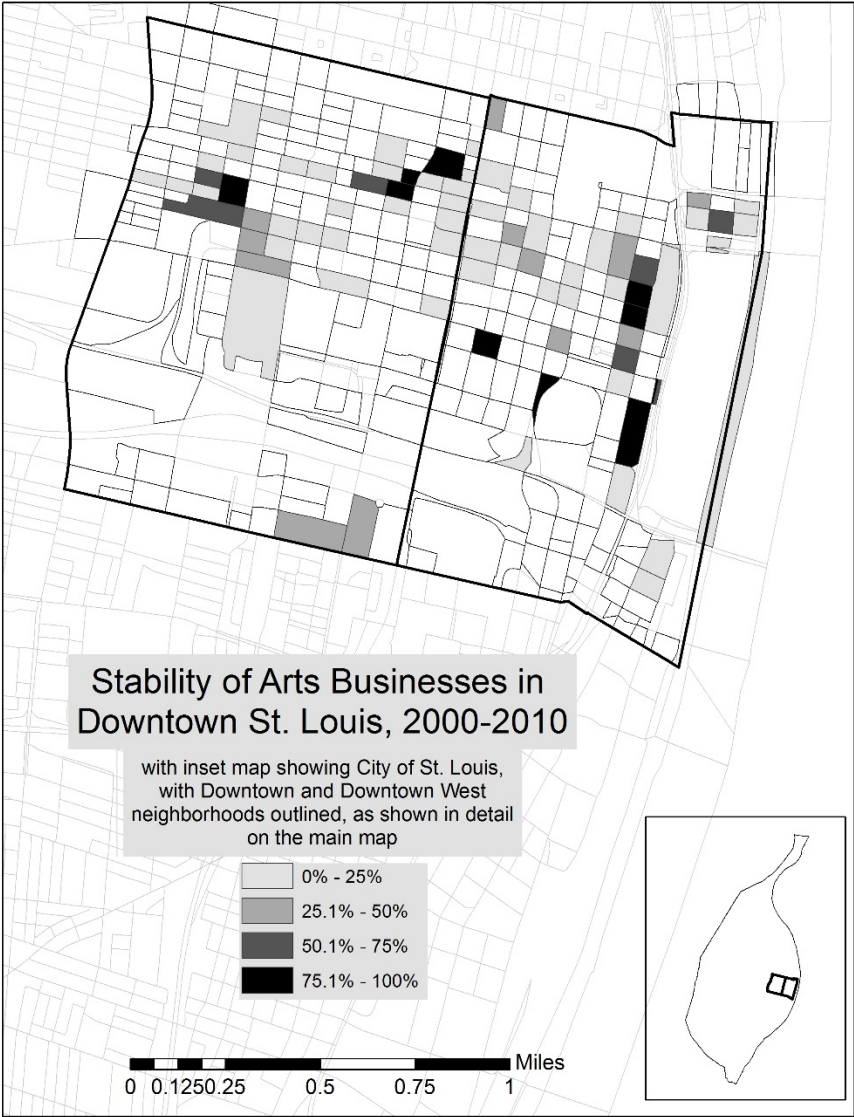 Stability of Arts Businesses in
Downtown St. Louis, 2000-2010
with inset map showing City of St. Louis,
with Downtown and Downtown West
neighborhoods outlined, as shown in detail
on the main map
0% - 25%
25.1% - 50%
50.1% - 75%
75.1% - 100%
Miles
0 0.125 0.25 0.5 0.75 1